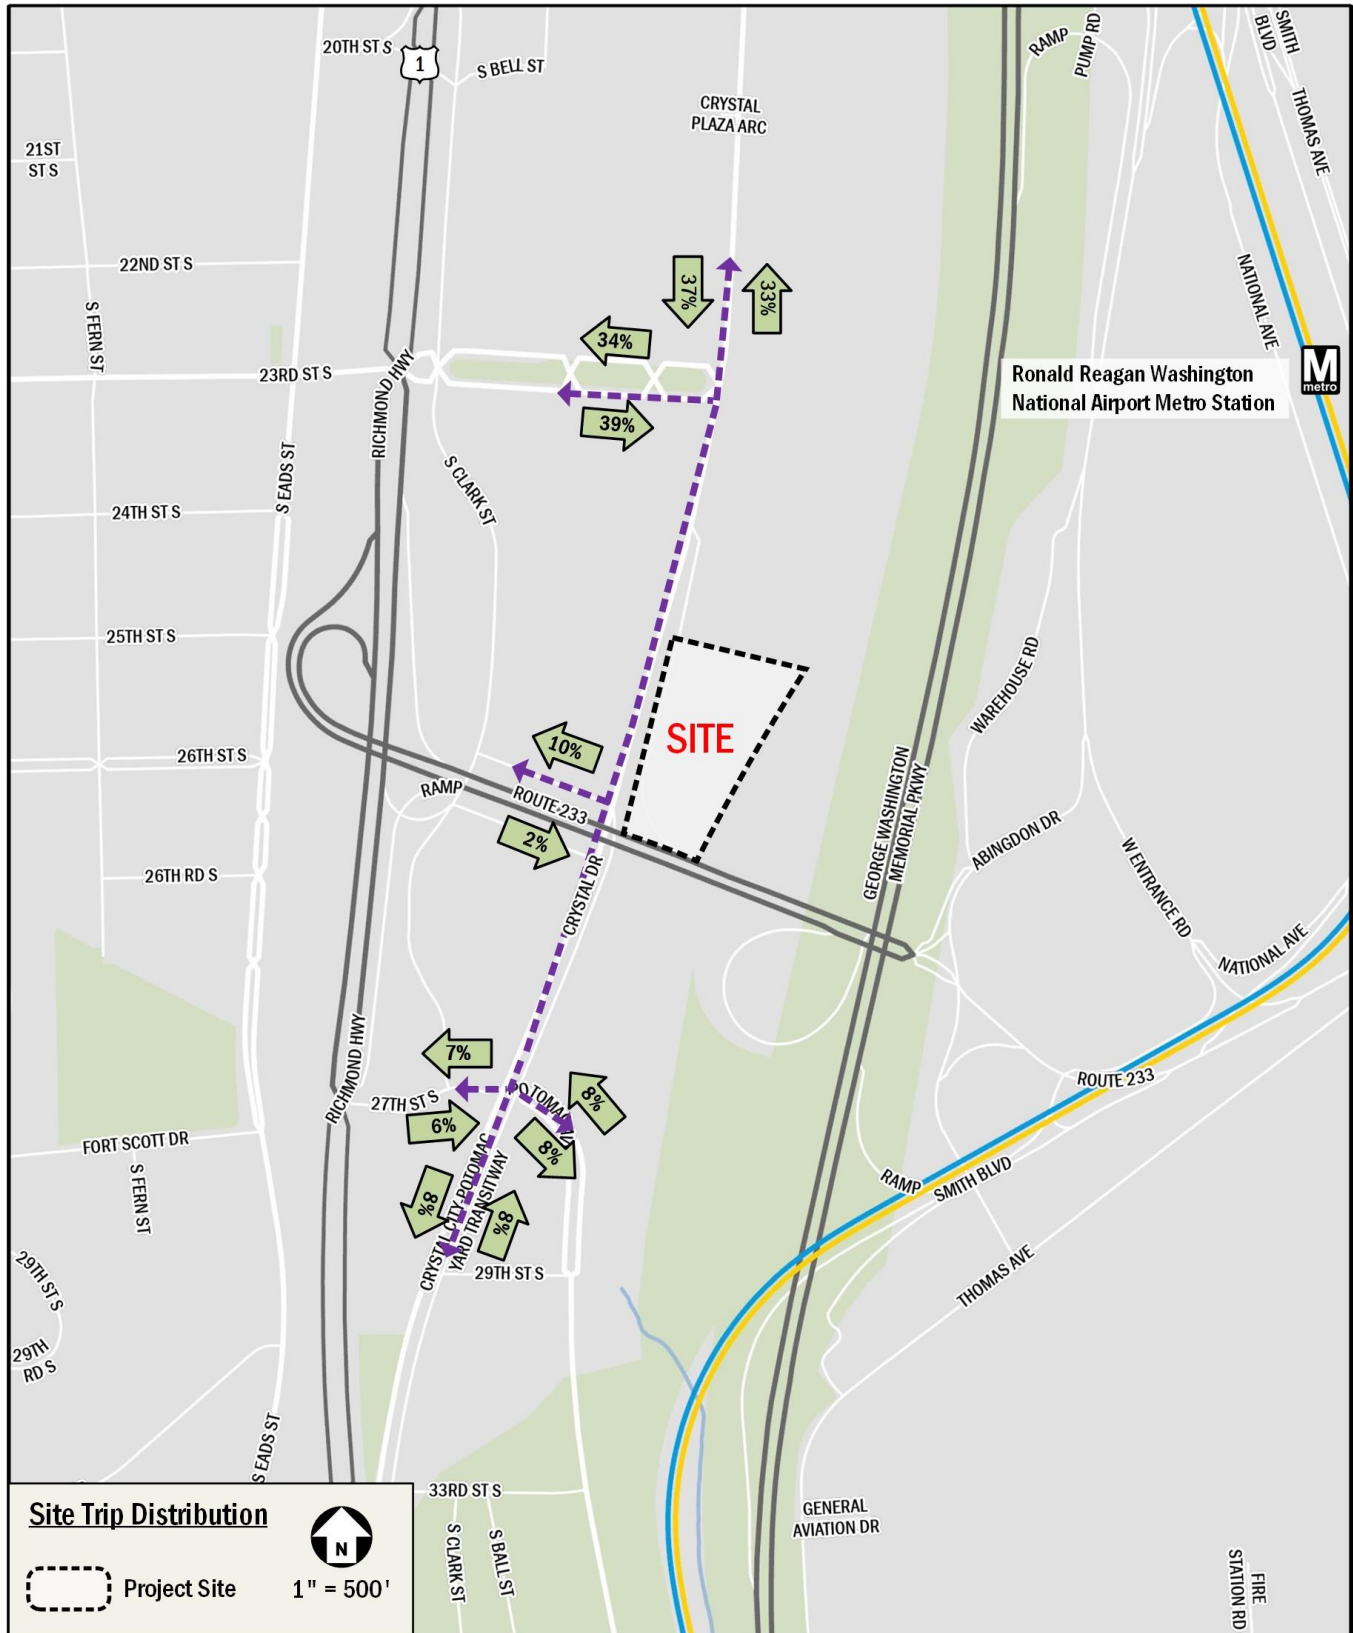 20TH ST S
1
S BELL ST
RAMP
PUMP RD
SMITH
BLVD
THOMAS AVE
CRYSTAL
PLAZA ARC
21ST
ST S
22ND ST S
NATIONAL AVE
37%
33%
S FERN ST
34%
23RD ST S
RICHMOND HWY
39%
Ronald Reagan Washington
National Airport Metro Station
M
metro
S EADS ST
S CLARK ST
24TH ST S
25TH ST S
WAREHOUSE RD
SITE
10%
26TH ST S
RAMP
ROUTE 233
2%
GEORGE WASHINGTON
MEMORIAL PKWY
ABINGDON DR
W ENTRANCE RD
26TH RD S
CRYSTAL DR
NATIONAL AVE
RICHMOND HWY
7%
27TH ST S
6%
8%
8%
ROUTE 233
FORT SCOTT DR
S FERN ST
8%
8%
CRYSTAL CITY-POTOMAC
YARD TRANSITWAY
RAMP
SMITH BLVD
29TH ST S
29TH ST S
THOMAS AVE
29TH
RD S
S EADS ST
33RD ST S
S CLARK ST
S BALL ST
GENERAL
AVIATION DR
FIRE
STATION RD
Site Trip Distribution
N
Project Site
1" = 500'